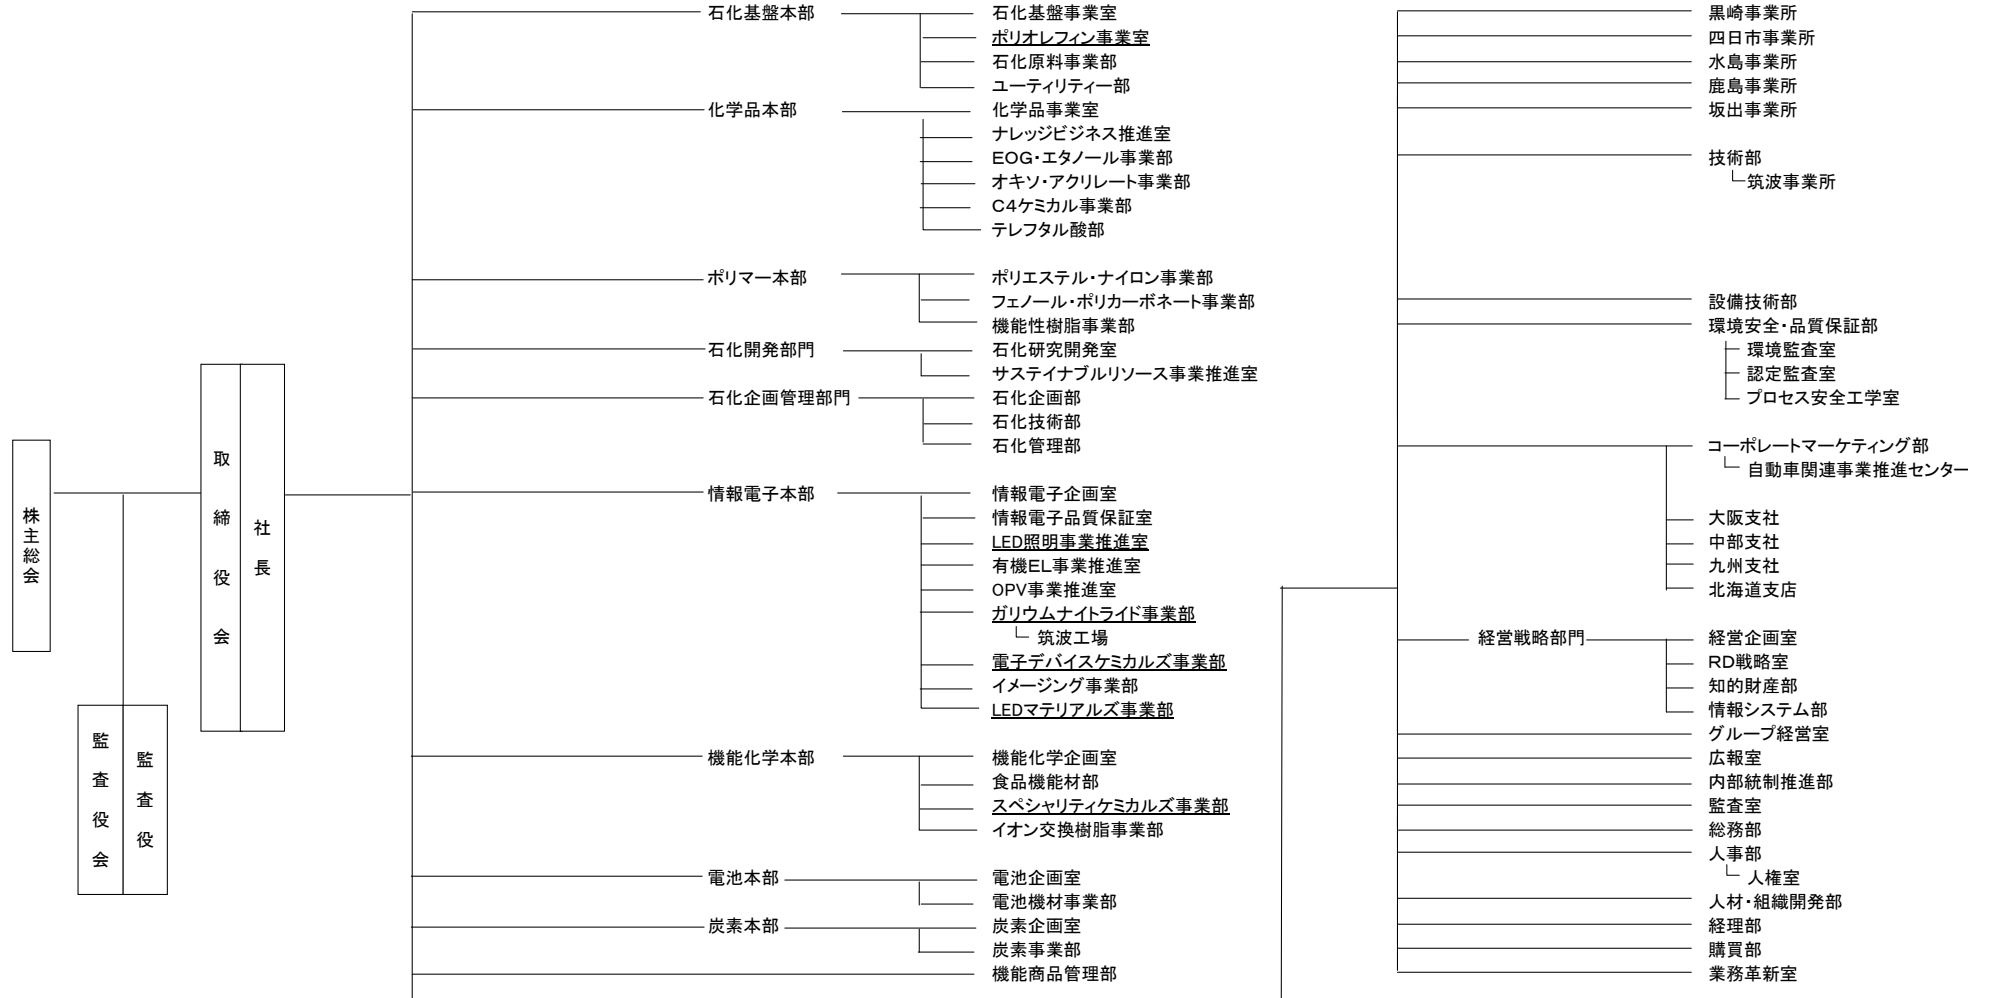 株主総会
取締役会
社長
監査役会
監査役
石化基盤本部
石化基盤事業室
ポリオレフィン事業室
石化原料事業部
ユーティリティー部
化学品本部
化学品事業室
ナレッジビジネス推進室
EOG・エタノール事業部
オキソ・アクリレート事業部
C4ケミカル事業部
テレフタル酸部
ポリマー本部
ポリエステル・ナイロン事業部
フェノール・ポリカーボネート事業部
機能性樹脂事業部
石化開発部門
石化研究開発室
サステイナブルリソース事業推進室
石化企画管理部門
石化企画部
石化技術部
石化管理部
情報電子本部
情報電子企画室
情報電子品質保証室
LED照明事業推進室
有機EL事業推進室
OPV事業推進室
ガリウムナイトライド事業部
筑波工場
電子デバイスケミカルズ事業部
イメージング事業部
LEDマテリアルズ事業部
機能化学本部
機能化学企画室
食品機能材部
スペシャリティケミカルズ事業部
イオン交換樹脂事業部
電池本部
電池企画室
電池機材事業部
炭素本部
炭素企画室
炭素事業部
機能商品管理部
黒崎事業所
四日市事業所
水島事業所
鹿島事業所
坂出事業所
技術部
筑波事業所
設備技術部
環境安全・品質保証部
環境監査室
認定監査室
プロセス安全工学室
コーポレートマーケティング部
自動車関連事業推進センター
大阪支社
中部支社
九州支社
北海道支店
経営戦略部門
経営企画室
RD戦略室
知的財産部
情報システム部
グループ経営室
広報室
内部統制推進部
監査室
総務部
人事部
人権室
人材・組織開発部
経理部
購買部
業務革新室